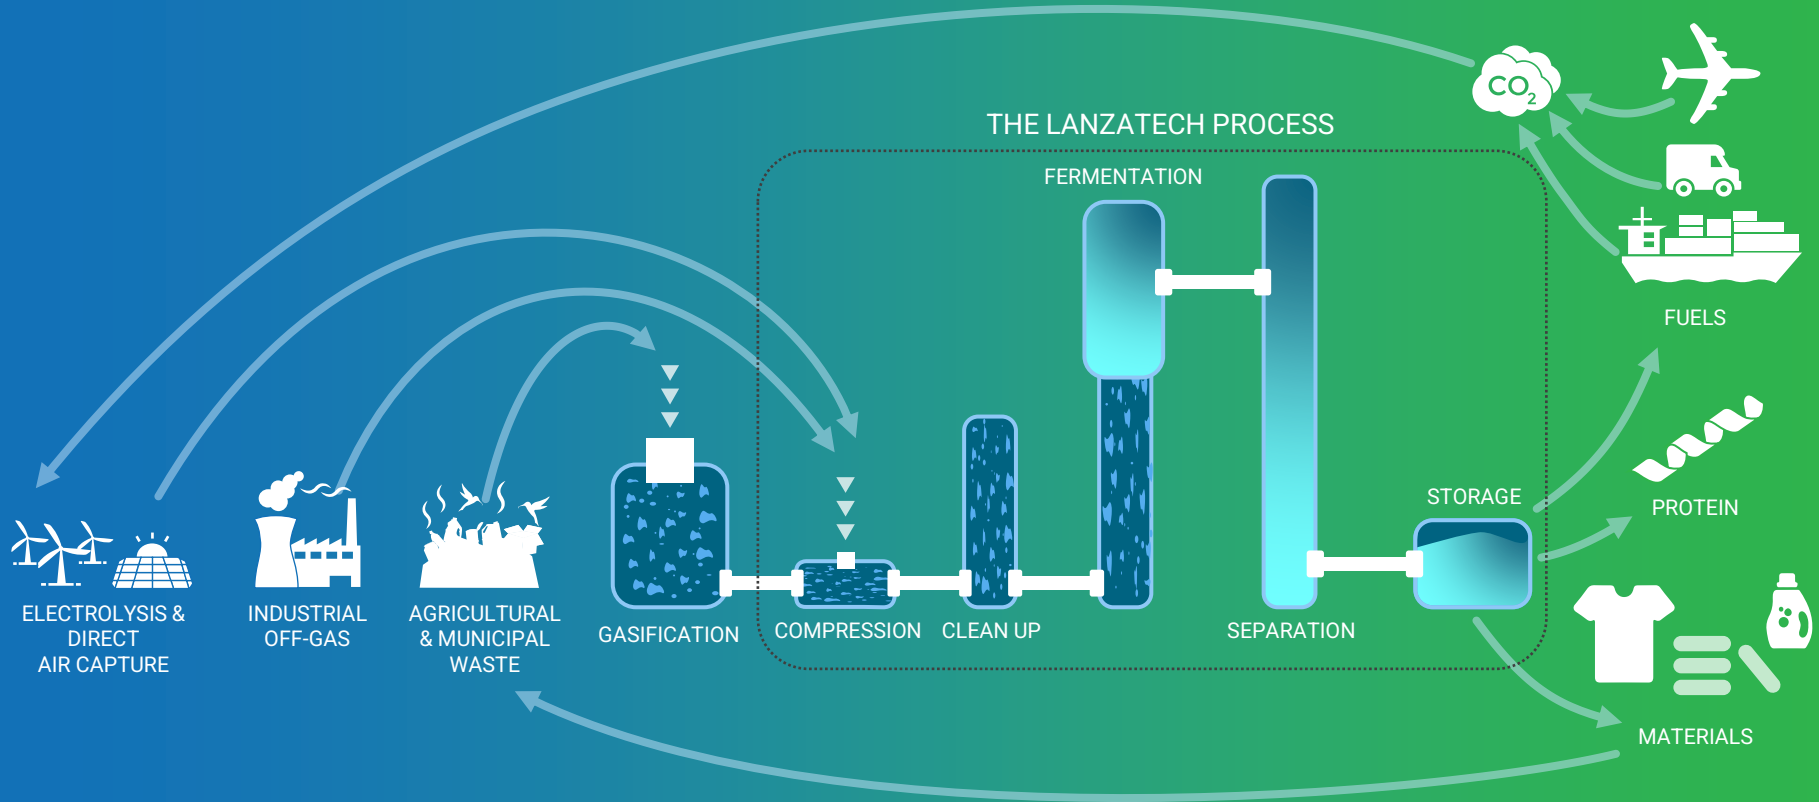 CO2
THE LANZATECH PROCESS
FERMENTATION
FUELS
STORAGE
PROTEIN
ELECTROLYSIS &
DIRECT
AIR CAPTURE
INDUSTRIAL
OFF-GAS
AGRICULTURAL
& MUNICIPAL
WASTE
GASIFICATION
COMPRESSION
CLEAN UP
SEPARATION
MATERIALS